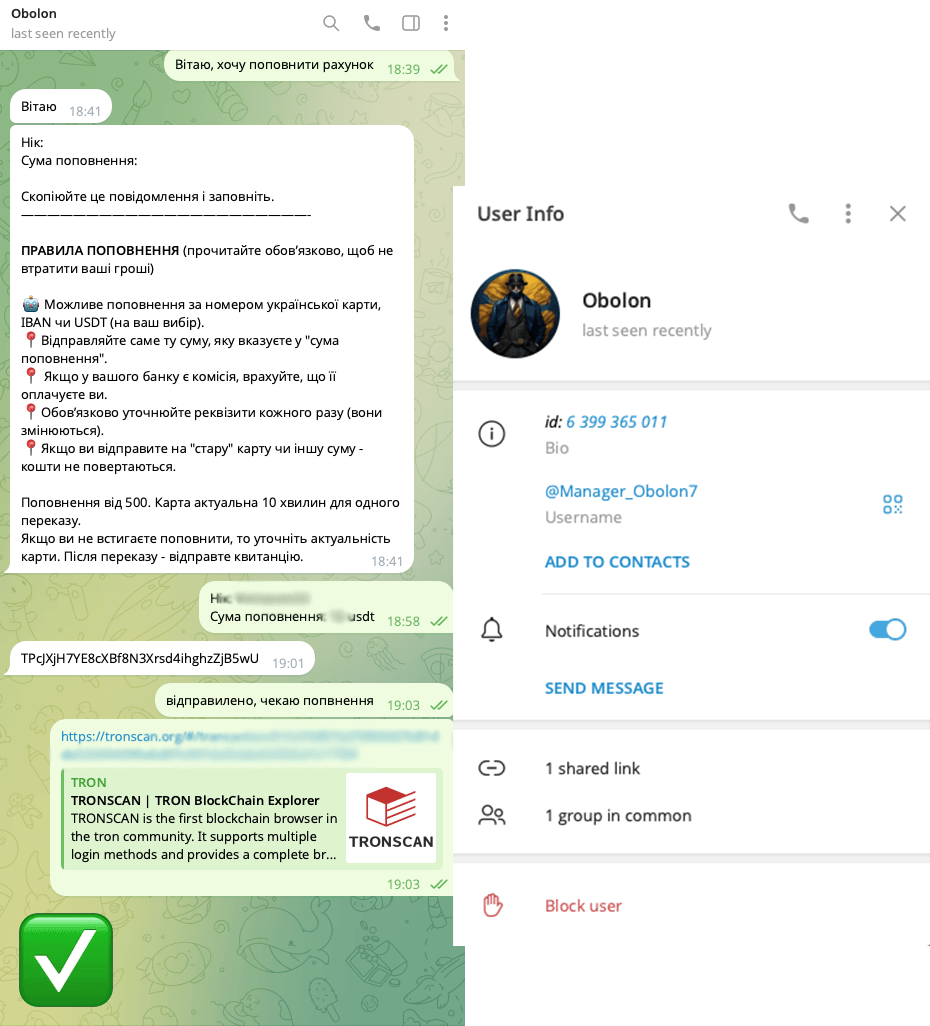 Obolon
last seen recently
Вітаю, хочу поповнити рахунок 18:39
Вітаю 18:41
Нік:
Сума поповнення:
Скопіюйте це повідомлення і заповніть.
————————————————————————-
ПРАВИЛА ПОПОВНЕННЯ (прочитайте обов’язково, щоб не
втратити ваші гроші)
🤖 Можливе поповнення за номером української карти,
IBAN чи USDT (на ваш вибір).
📍Відправляйте саме ту суму, яку вказуєте у "сума
поповнення".
📍 Якщо у вашого банку є комісія, врахуйте, що її
оплачуєте ви.
📍Обов’язково уточнюйте реквізити кожного разу (вони
змінюються).
📍Якщо ви відправите на "стару" карту чи іншу суму -
кошти не повертаються.
Поповнення від 500. Карта актуальна 10 хвилин для одного
переказу.
Якщо ви не встигаєте поповнити, то уточніть актуальність
карти. Після переказу - відправте квитанцію. 18:41
Нік:
Сума поповнення: usdt 18:58
TPcJXjH7YE8cXBf8N3Xrsd4ihghzZjB5wU 19:01
відправлено, чекаю попвнення 19:03
https://tronscan.org/#/
TRON
TRONSCAN | TRON BlockChain Explorer
TRONSCAN is the first blockchain browser in
the tron community. It supports multiple
login methods and provides a complete br...
TRONSCAN
19:03
User Info
Obolon
last seen recently
id: 6 399 365 011
Bio
@Manager_Obolon7
Username
ADD TO CONTACTS
Notifications
SEND MESSAGE
1 shared link
1 group in common
Block user